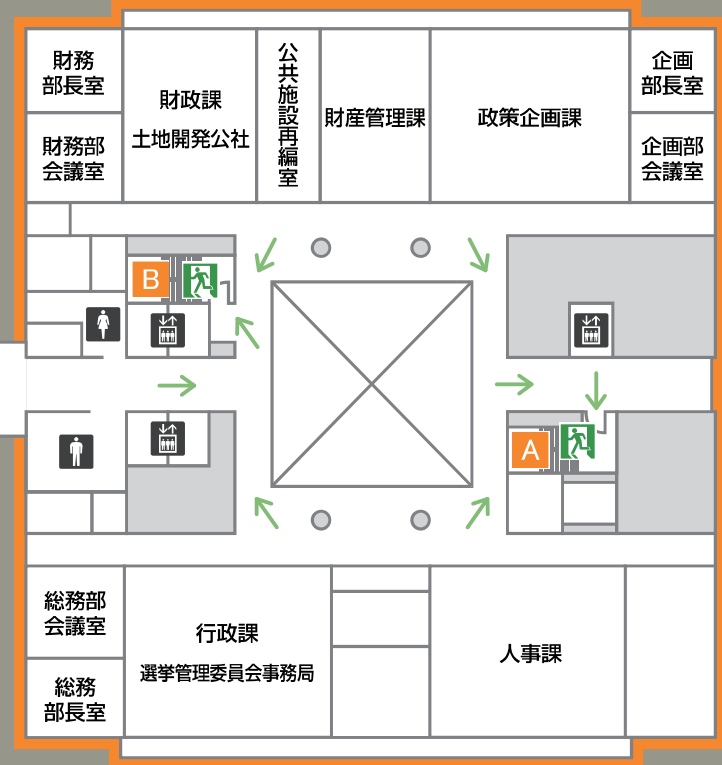 財務
部長室
財務部
会議室
財政課
土地開発公社
公共施設再編室
財産管理課
政策企画課
企画
部長室
企画部
会議室
B
A
総務部
会議室
総務
部長室
行政課
選挙管理委員会事務局
人事課